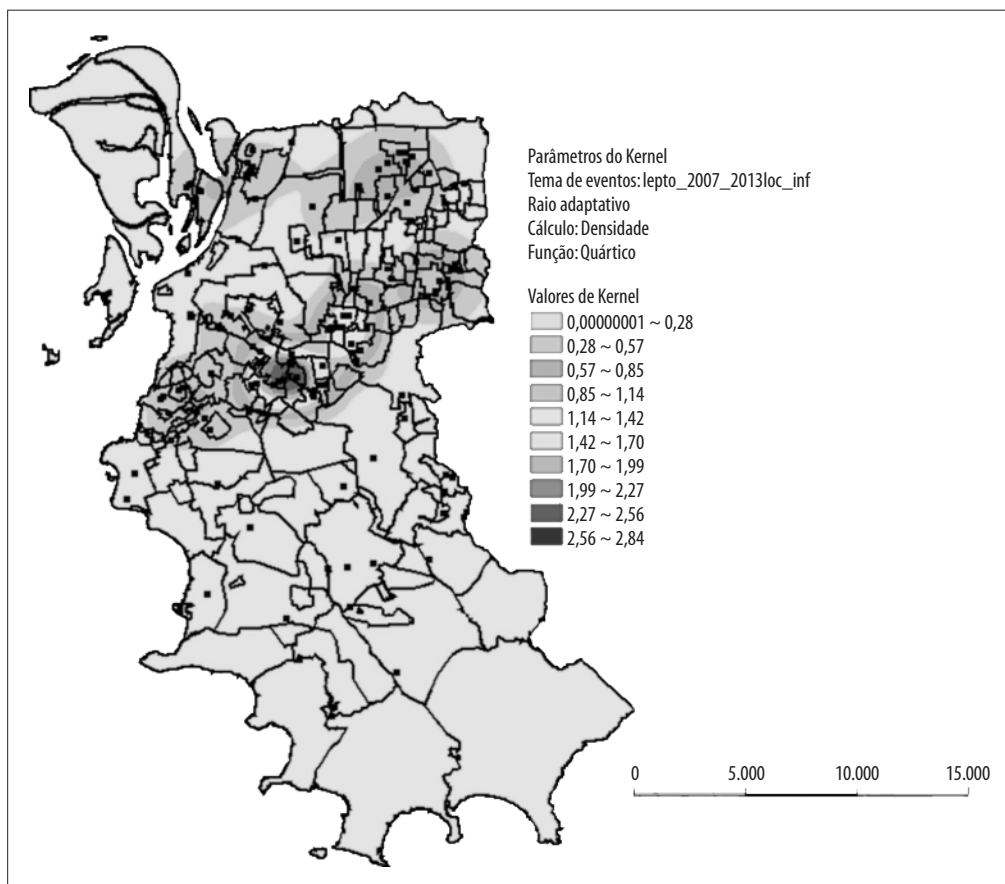 Parâmetros do Kernel
Tema de eventos: lepto_2007_2013loc_inf
Raio adaptativo
Cálculo: Densidade
Função: Quártico
Valores de Kernel
0,00000001 ~ 0,28
0,28 ~ 0,57
0,57 ~ 0,85
0,85 ~ 1,14
1,14 ~ 1,42
1,42 ~ 1,70
1,70 ~ 1,99
1,99 ~ 2,27
2,27 ~ 2,56
2,56 ~ 2,84
0 5.000 10.000 15.000